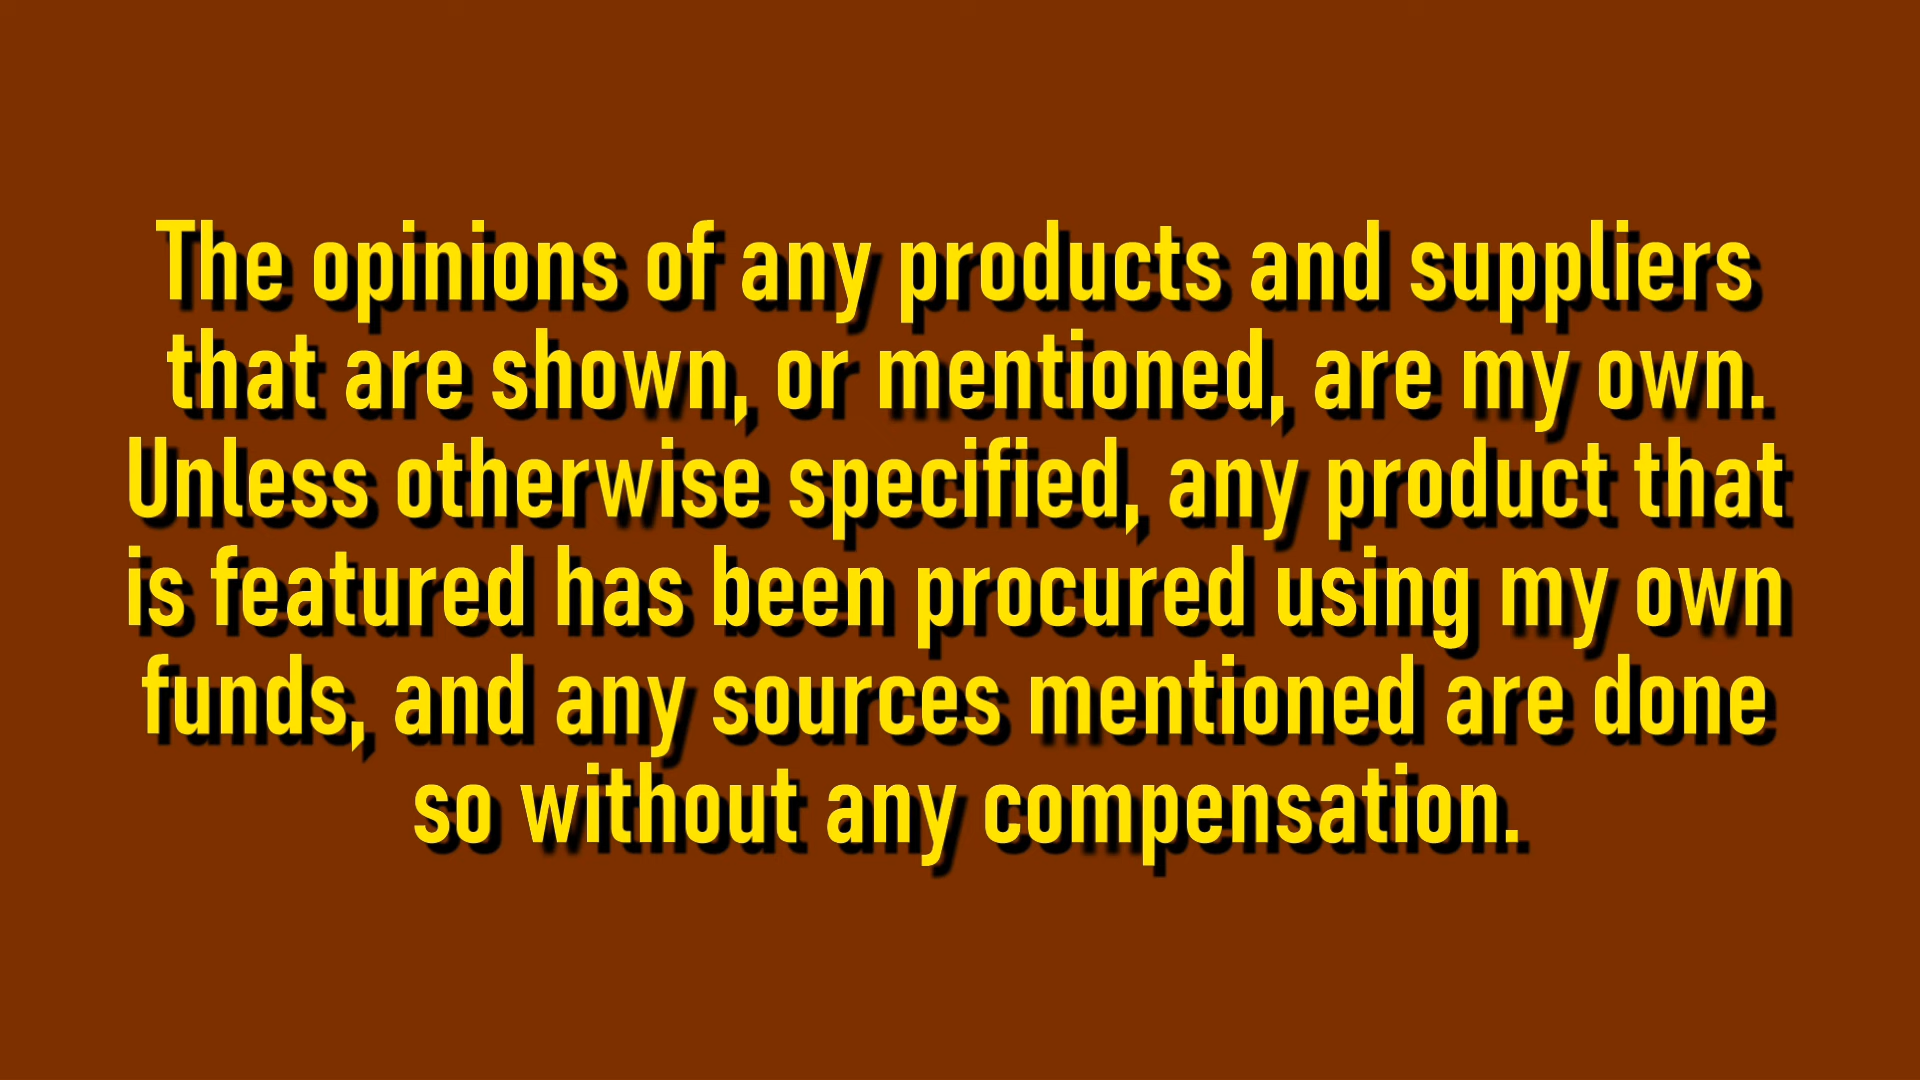 The opinions of any products and suppliers
that are shown, or mentioned, are my own.
Unless otherwise specified, any product that
is featured has been procured using my own
funds, and any sources mentioned are done
so without any compensation.